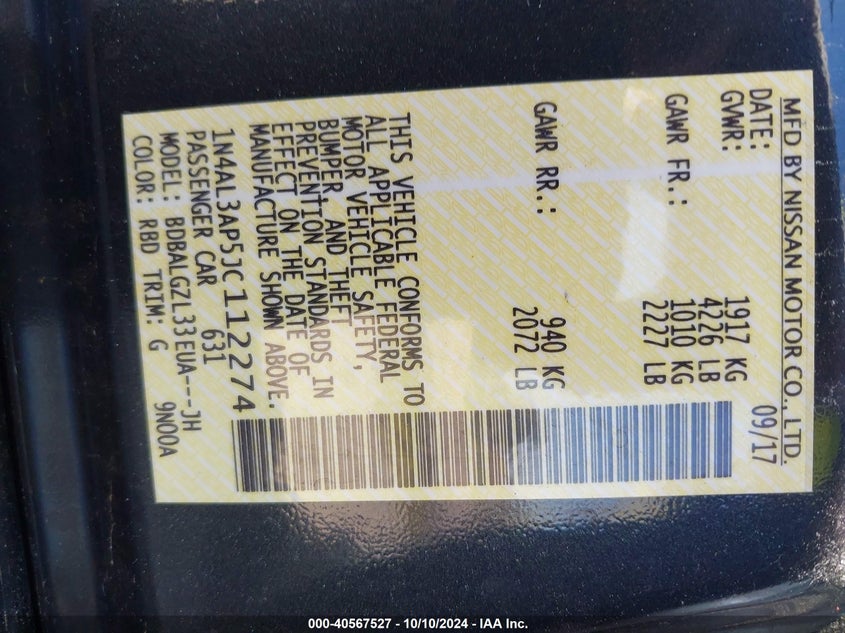 MFD BY NISSAN MOTOR CO., LTD.
DATE: 09/17
GVWR: 1917 KG
4226 LB
GAWR FR.: 1010 KG
2227 LB
GAWR RR.: 940 KG
2072 LB
THIS VEHICLE CONFORMS TO
ALL APPLICABLE FEDERAL
MOTOR VEHICLE SAFETY,
BUMPER, AND THEFT
PREVENTION STANDARDS IN
EFFECT ON THE DATE OF
MANUFACTURE SHOWN ABOVE.
1N4AL3AP5JC112274
PASSENGER CAR 631
MODEL: BDBALGZL33EUA---JH
COLOR: RBD TRIM: G 9N00A
000-40567527 - 10/10/2024 - IAA Inc.